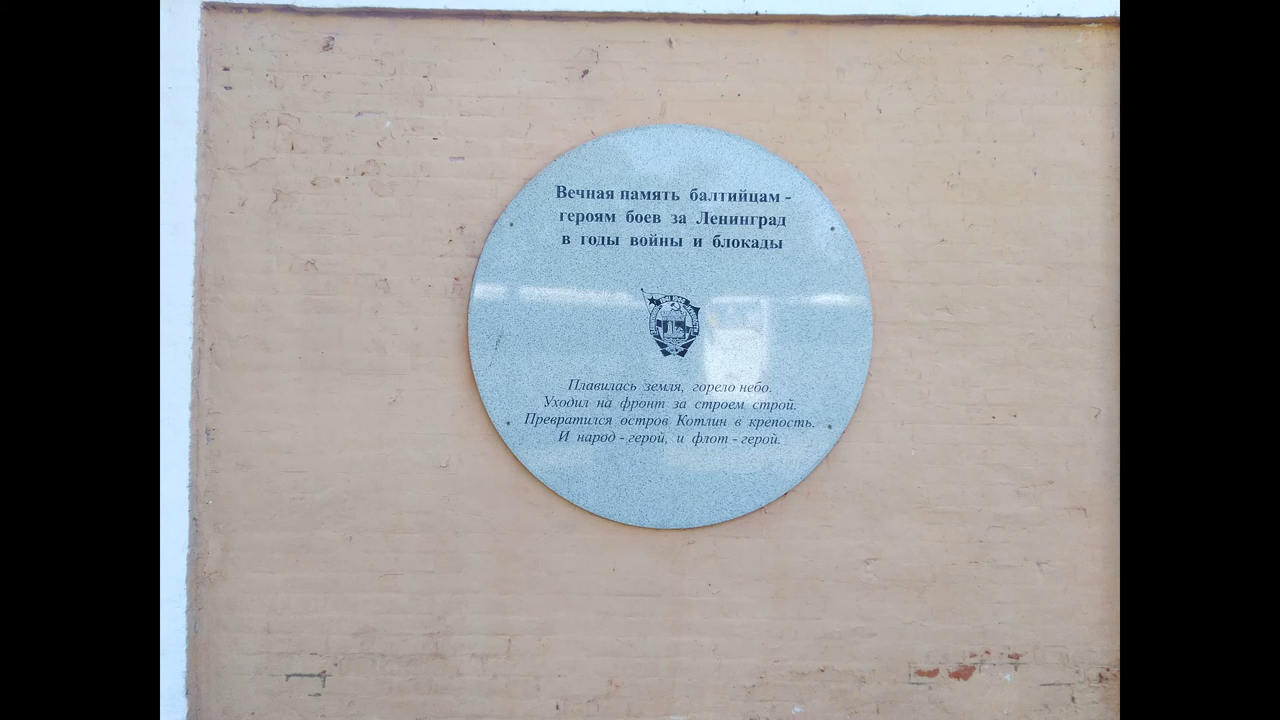 Вечная память балтийцам -
героям боев за Ленинград
в годы войны и блокады
Плавилась земля, горело небо.
Уходил на фронт за строем строй.
Превратился остров Котлин в крепость.
И народ - герой, и флот - герой.